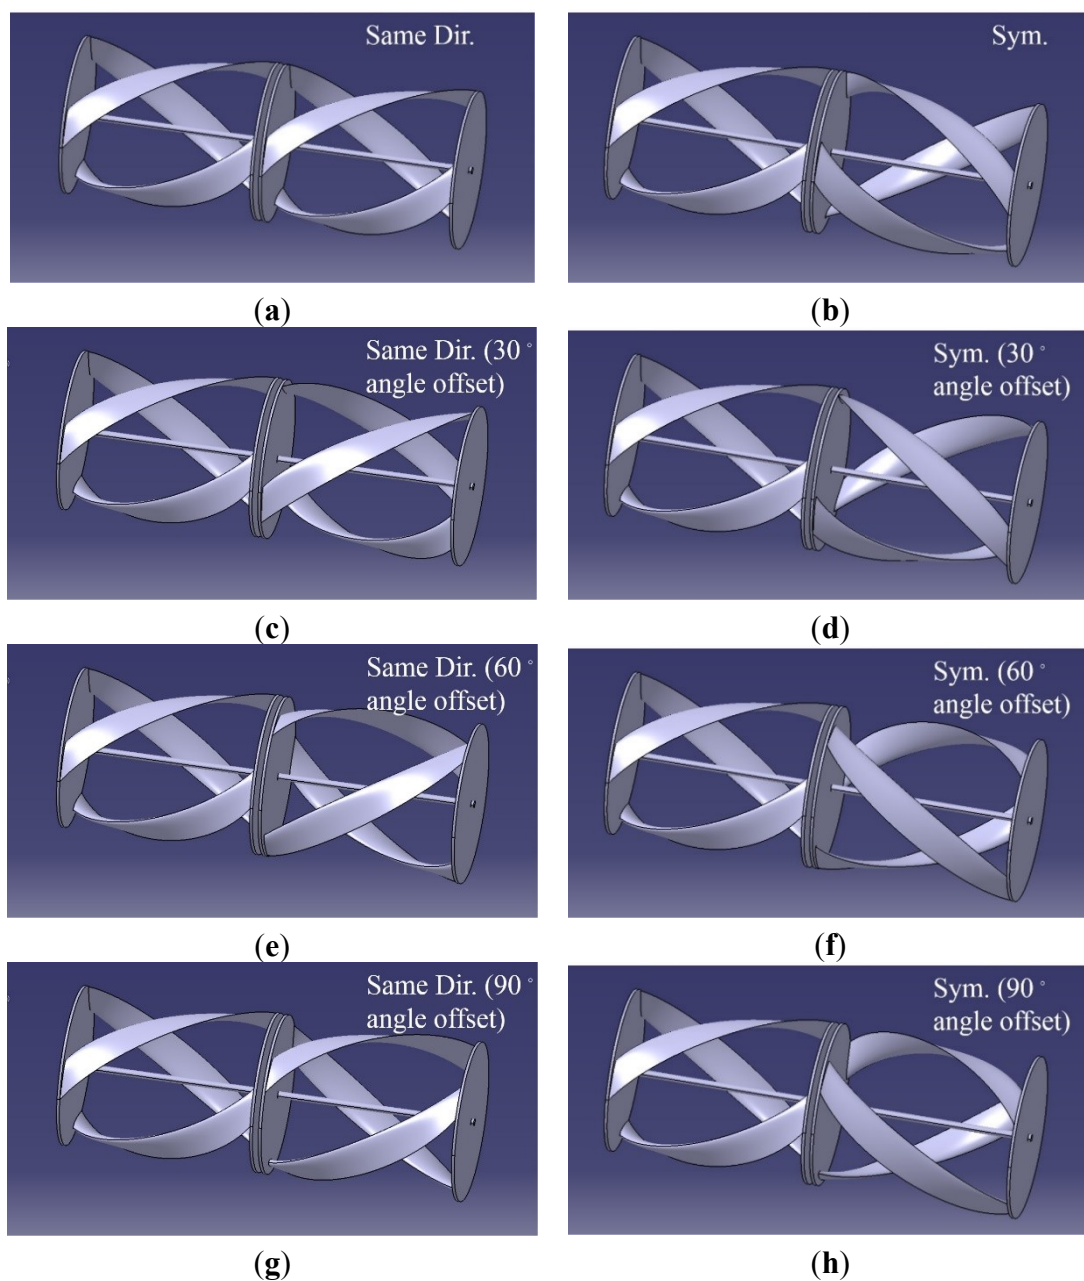 Same Dir.
Sym.
(a)
(b)
Same Dir. (30 °
angle offset)
Sym. (30 °
angle offset)
(c)
(d)
Same Dir. (60 °
angle offset)
Sym. (60 °
angle offset)
(e)
(f)
Same Dir. (90 °
angle offset)
Sym. (90 °
angle offset)
(g)
(h)